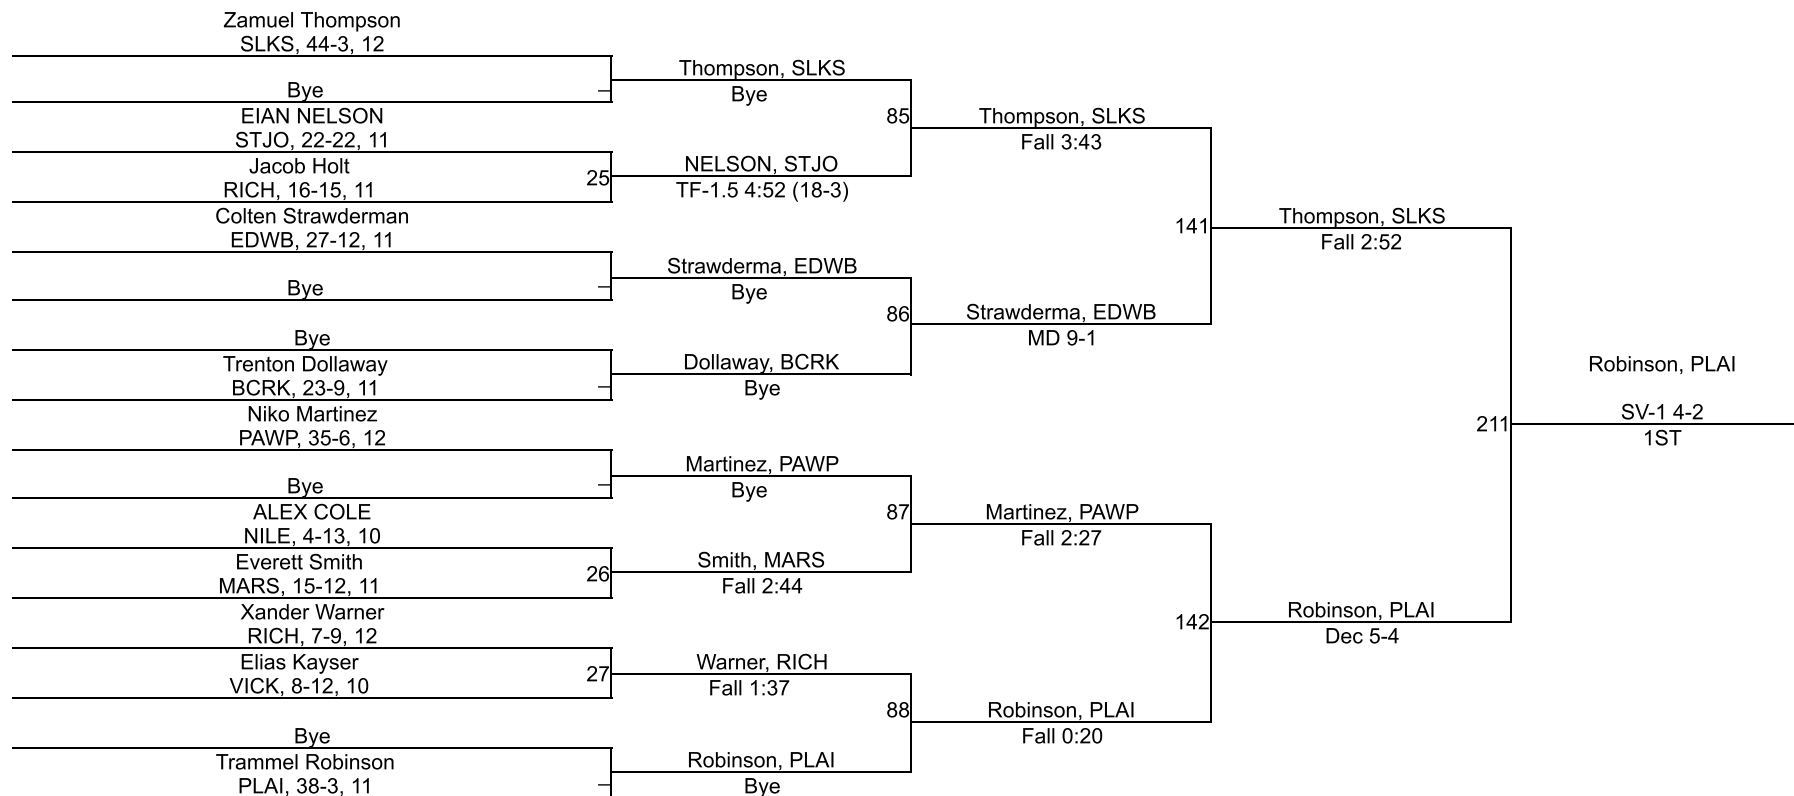 Zamuel Thompson
SLKS, 44-3, 12
Bye
EIAN NELSON
STJO, 22-22, 11
Jacob Holt
RICH, 16-15, 11
25
Colten Strawderman
EDWB, 27-12, 11
Bye
Bye
Trenton Dollaway
BCRK, 23-9, 11
Niko Martinez
PAWP, 35-6, 12
Bye
ALEX COLE
NILE, 4-13, 10
Everett Smith
MARS, 15-12, 11
26
Xander Warner
RICH, 7-9, 12
Elias Kayser
VICK, 8-12, 10
27
Bye
Trammel Robinson
PLAI, 38-3, 11
Thompson, SLKS
Bye
85
NELSON, STJO
TF-1.5 4:52 (18-3)
Strawderma, EDWB
Bye
86
Dollaway, BCRK
Bye
Martinez, PAWP
Bye
87
Smith, MARS
Fall 2:44
Warner, RICH
Fall 1:37
88
Robinson, PLAI
Bye
Thompson, SLKS
Fall 3:43
141
Strawderma, EDWB
MD 9-1
Martinez, PAWP
Fall 2:27
142
Robinson, PLAI
Fall 0:20
Thompson, SLKS
Fall 2:52
211
Robinson, PLAI
Dec 5-4
Robinson, PLAI
SV-1 4-2
1ST